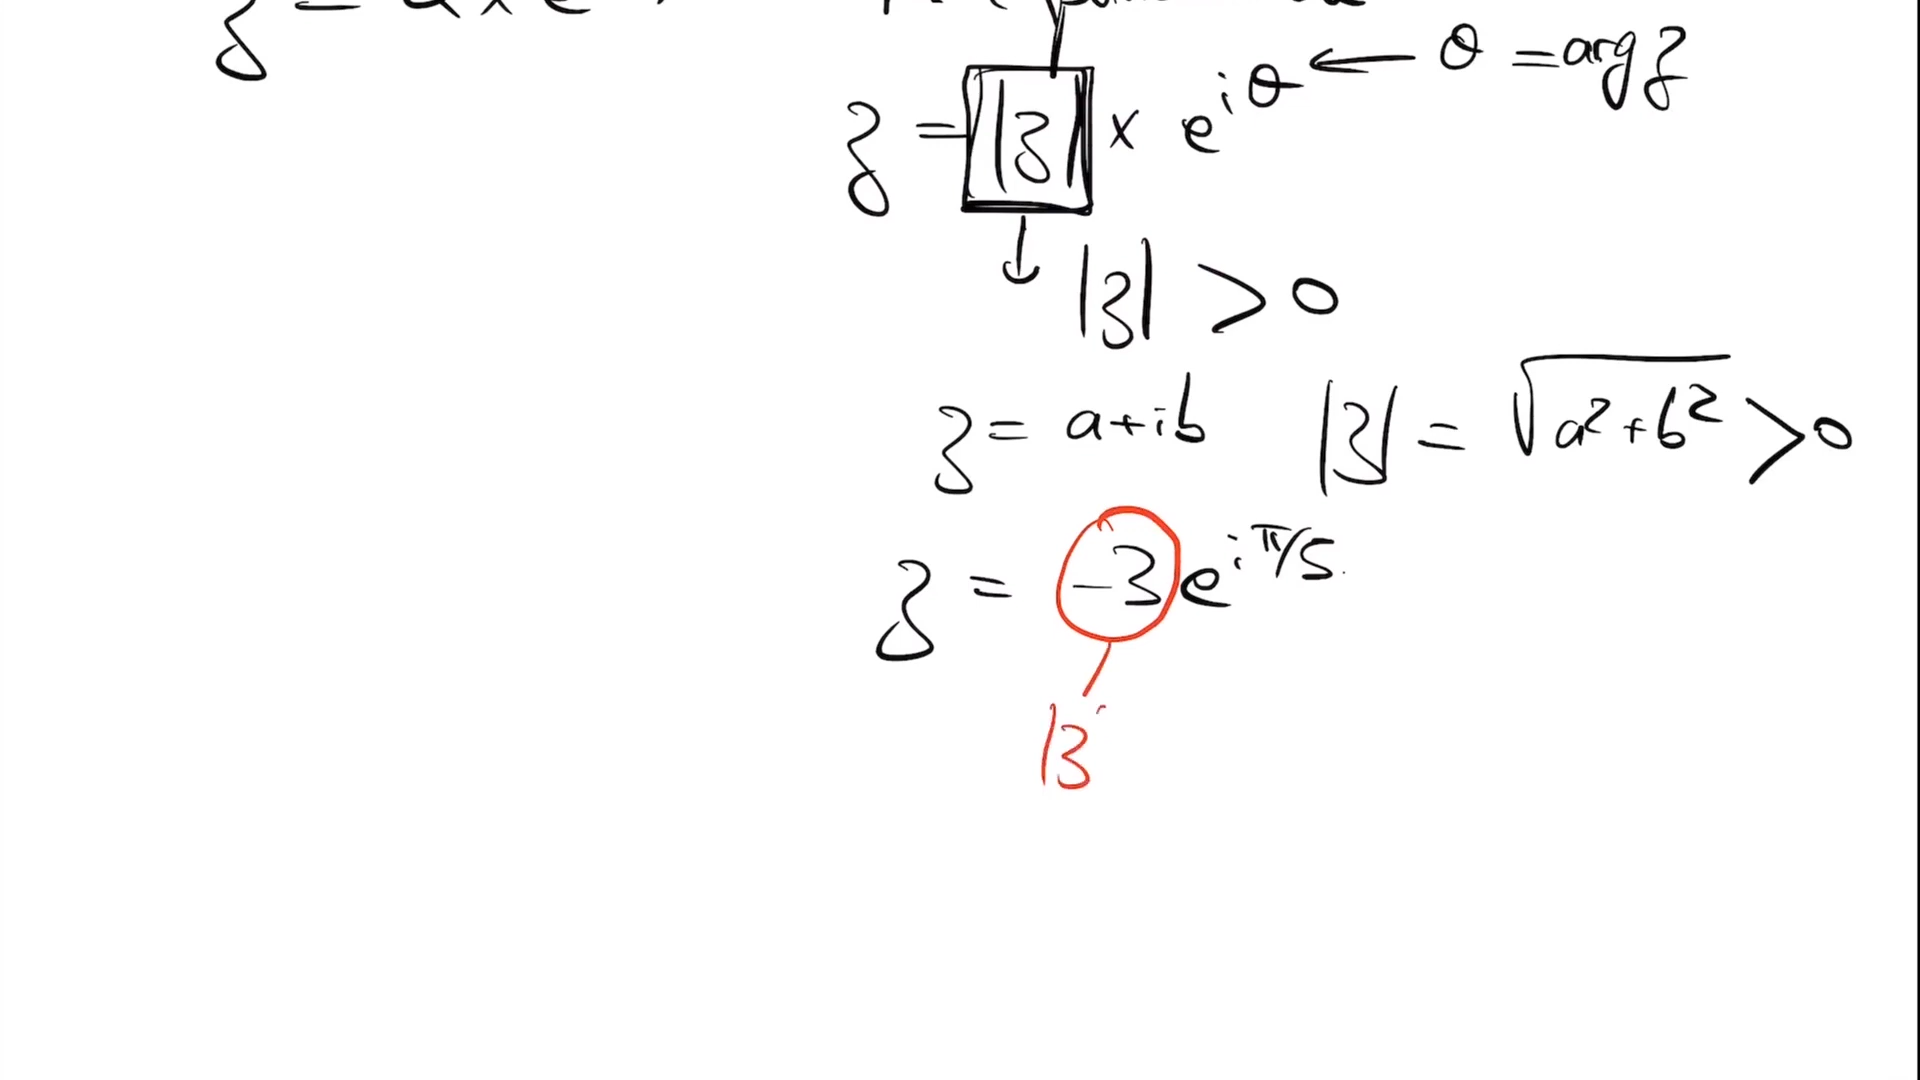 z =
z = |z| x e^{iθ} ← θ = arg z
|z| > 0
z = a+ib |z| = √(a²+b²) > 0
z = -3e^{iπ/5}
|z